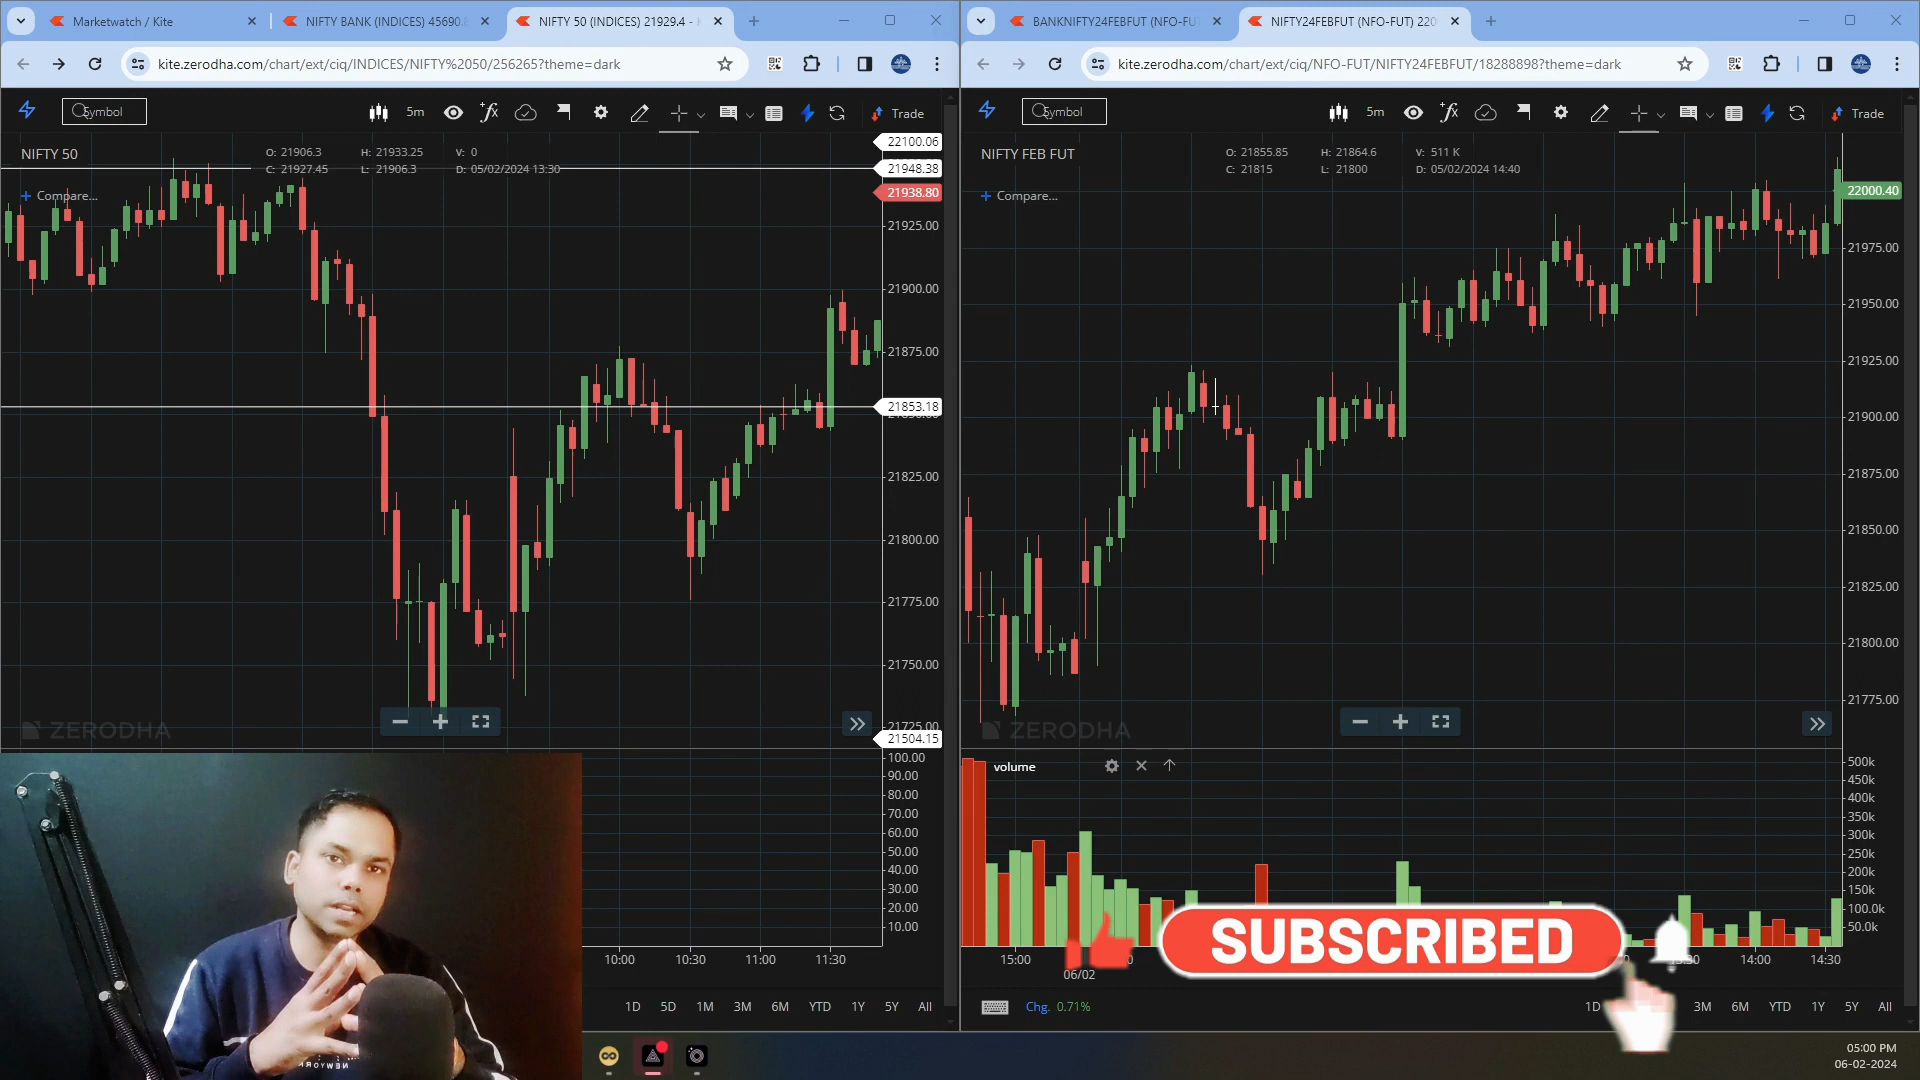 Marketwatch / Kite
NIFTY BANK (INDICES) 45690.
NIFTY 50 (INDICES) 21929.4 -
kite.zerodha.com/chart/ext/ciq/INDICES/NIFTY%2050/256265?theme=dark
Symbol
5m
Trade
NIFTY 50
O: 21906.3 H: 21933.25 V: 0
C: 21927.45 L: 21906.3 D: 05/02/2024 13:30
Compare...
22100.06
21948.38
21938.80
21925.00
21900.00
21875.00
21853.18
21825.00
21800.00
21775.00
21750.00
21725.00
21504.15
ZERODHA
100.00
90.00
80.00
70.00
60.00
50.00
40.00
30.00
20.00
10.00
10:00 10:30 11:00 11:30
1D 5D 1M 3M 6M YTD 1Y 5Y All
NEWYORK
BANKNIFTY24FEBFUT (NFO-FU
NIFTY24FEBFUT (NFO-FUT) 220
kite.zerodha.com/chart/ext/ciq/NFO-FUT/NIFTY24FEBFUT/18288898?theme=dark
Symbol
5m
Trade
NIFTY FEB FUT
O: 21855.85 H: 21864.6 V: 511 K
C: 21815 L: 21800 D: 05/02/2024 14:40
Compare...
22000.40
21975.00
21950.00
21925.00
21900.00
21875.00
21850.00
21825.00
21800.00
21775.00
ZERODHA
volume
500k
450k
400k
350k
300k
250k
200k
150k
100.0k
50.0k
SUBSCRIBED
15:00 14:00 14:30
06/02
Chg. 0.71%
1D 3M 6M YTD 1Y 5Y All
05:00 PM
06-02-2024